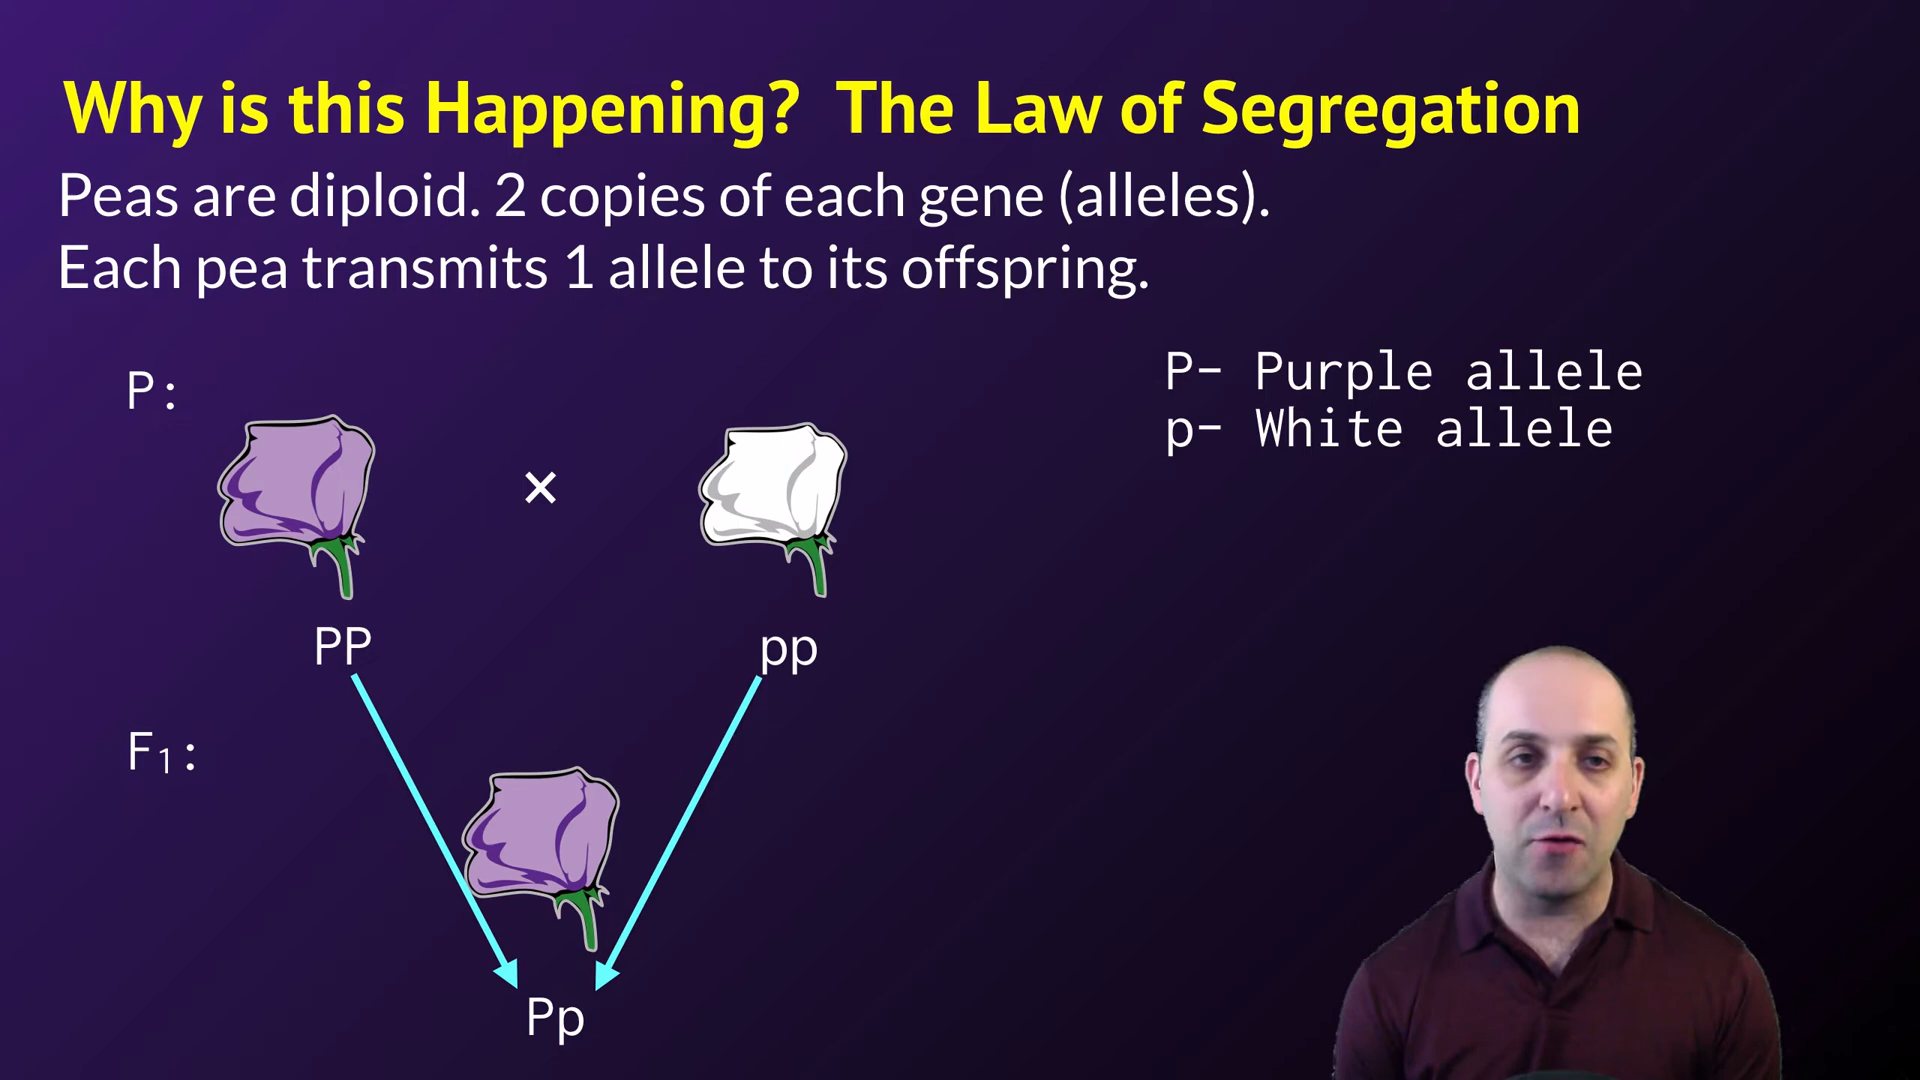 Why is this Happening?  The Law of Segregation
Peas are diploid. 2 copies of each gene (alleles).
Each pea transmits 1 allele to its offspring.
P:
×
P- Purple allele
p- White allele
PP
pp
F₁:
Pp